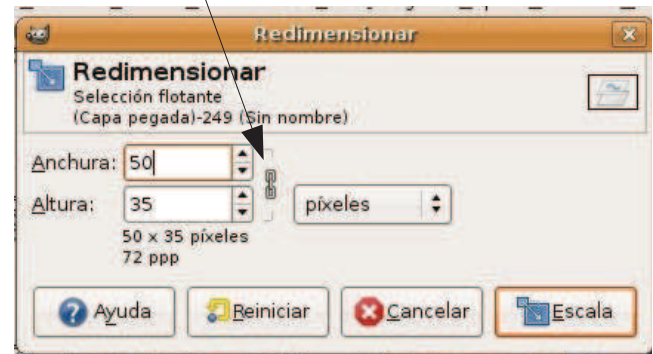 Redimensionar
Redimensionar
Selección flotante
(Capa pegada)-249 (Sin nombre)
Anchura: 50
Altura: 35 píxeles
50 x 35 píxeles
72 ppp
Ayuda Reiniciar Cancelar Escala